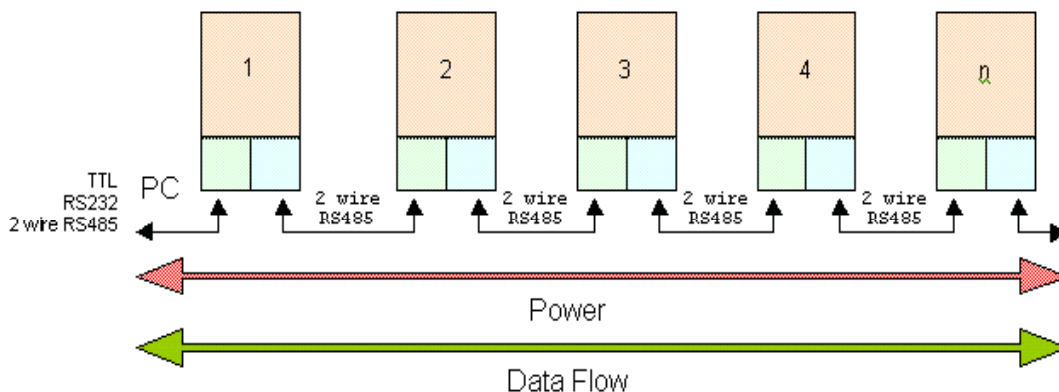 1
2
3
4
n
TTL
RS232
2 wire RS485
PC
2 wire
RS485
2 wire
RS485
2 wire
RS485
2 wire
RS485
Power
Data Flow